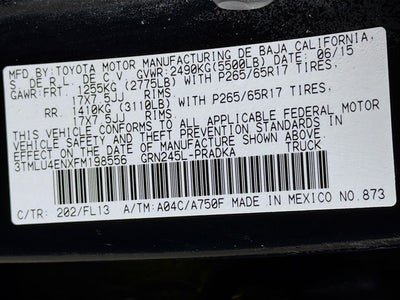 MFD.BY:TOYOTA MOTOR MANUFACTURING DE BAJA CALIFORNIA,
S. DE R.L. DE C.V. GVWR:2490KG(5500LB) DATE: 06/15
GAWR:FRT. 1255KG (2775LB) WITH P265/65R17 TIRES,
17X7.5JJ RIMS
RR. 1410KG (3110LB) WITH P265/65R17 TIRES,
17X7.5JJ RIMS
THIS VEHICLE CONFORMS TO ALL APPLICABLE FEDERAL MOTOR
VEHICLE SAFETY AND THEFT PREVENTION STANDARDS IN
EFFECT ON THE DATE OF MANUFACTURE SHOWN ABOVE.
3TMLU4ENXFM198556 GRN245L-PRADKA TRUCK
C/TR: 202/FL13 A/TM: A04C/A750F MADE IN MEXICO NO.873